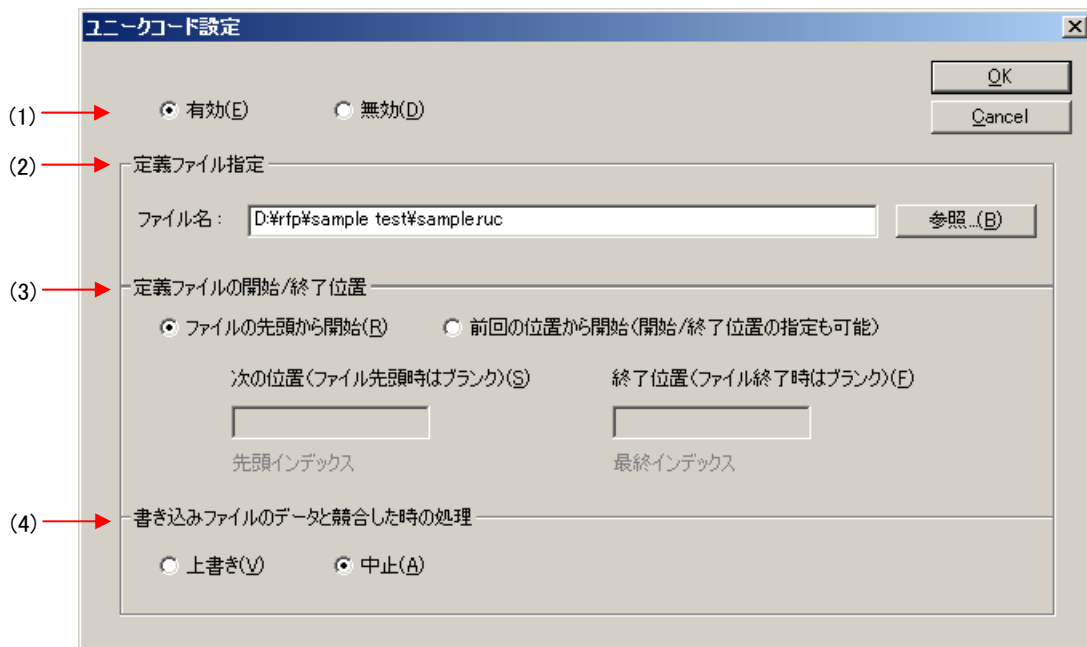 ユニークコード設定
OK
(1) 有効(E) 無効(D)
Cancel
(2) 定義ファイル指定
ファイル名： D:¥rfp¥sample test¥sample.ruc 参照...(B)
(3) 定義ファイルの開始/終了位置
ファイルの先頭から開始(R) 前回の位置から開始(開始/終了位置の指定も可能)
次の位置(ファイル先頭時はブランク)(S) 終了位置(ファイル終了時はブランク)(F)
先頭インデックス 最終インデックス
(4) 書き込みファイルのデータと競合した時の処理
上書き(V) 中止(A)